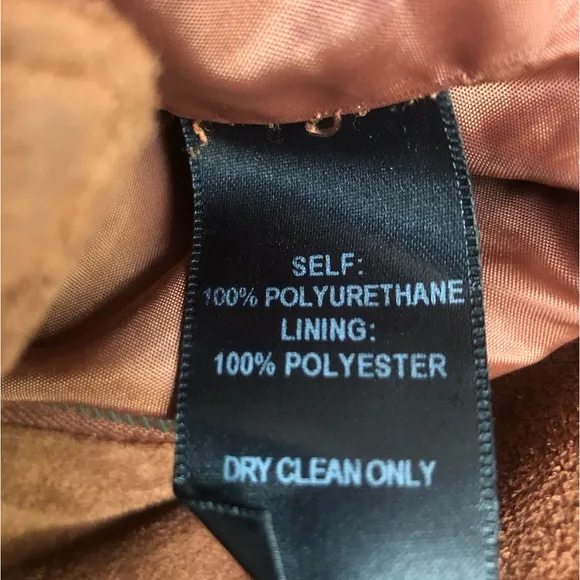 SELF:
100% POLYURETHANE
LINING:
100% POLYESTER
DRY CLEAN ONLY